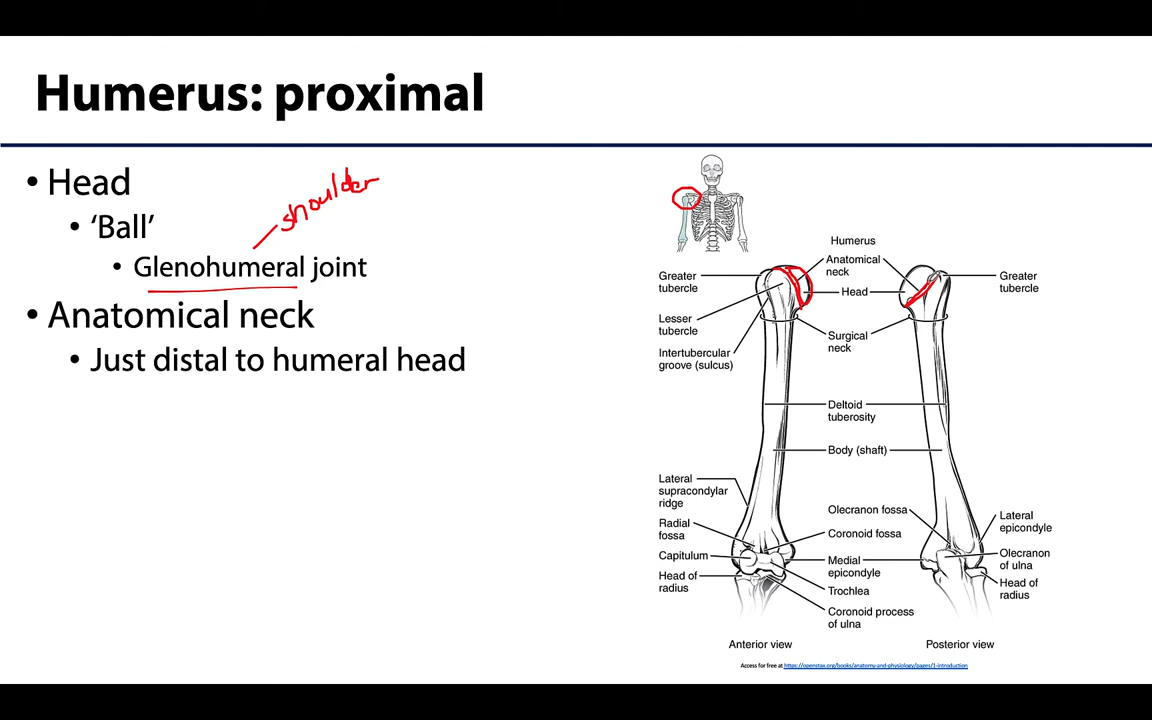 Humerus: proximal
• Head
• ‘Ball’
shoulder
• Glenohumeral joint
• Anatomical neck
• Just distal to humeral head
Humerus
Anatomical
neck
Head
Greater
tubercle
Lesser
tubercle
Intertubercular
groove (sulcus)
Greater
tubercle
Surgical
neck
Deltoid
tuberosity
Body (shaft)
Lateral
supracondylar
ridge
Radial
fossa
Capitulum
Head of
radius
Olecranon fossa
Coronoid fossa
Medial
epicondyle
Trochlea
Coronoid process
of ulna
Lateral
epicondyle
Olecranon
of ulna
Head of
radius
Anterior view
Posterior view
Access for free at https://openstax.org/books/anatomy-and-physiology/pages/1-introduction